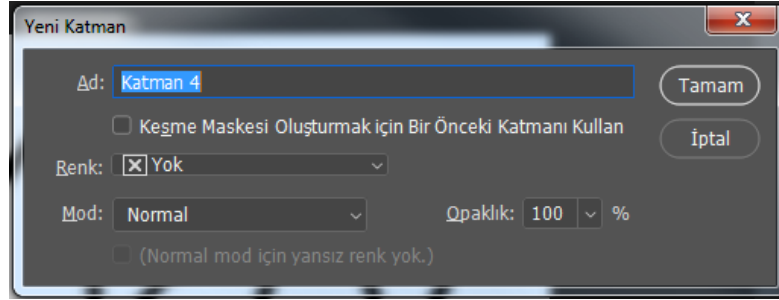 Yeni Katman
Ad: Katman 4
Tamam
Kesme Maskesi Oluşturmak için Bir Önceki Katmanı Kullan
İptal
Renk: Yok
Mod: Normal Opaklık: 100 %
(Normal mod için yansız renk yok.)